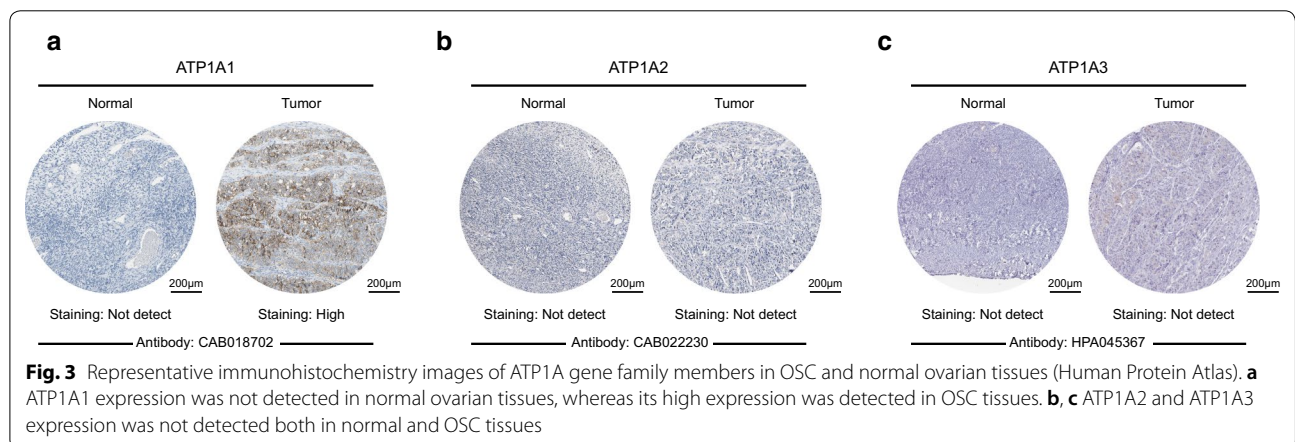 a b c
ATP1A1 ATP1A2 ATP1A3
Normal Tumor Normal Tumor Normal Tumor
200μm 200μm 200μm 200μm 200μm 200μm
Staining: Not detect Staining: High Staining: Not detect Staining: Not detect Staining: Not detect Staining: Not detect
Antibody: CAB018702 Antibody: CAB022230 Antibody: HPA045367
Fig. 3 Representative immunohistochemistry images of ATP1A gene family members in OSC and normal ovarian tissues (Human Protein Atlas). a
ATP1A1 expression was not detected in normal ovarian tissues, whereas its high expression was detected in OSC tissues. b, c ATP1A2 and ATP1A3
expression was not detected both in normal and OSC tissues